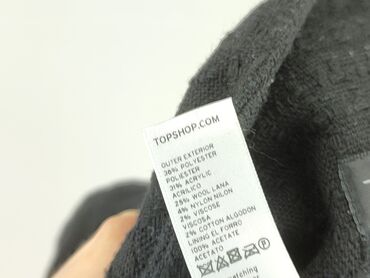 TOPSHOP.COM
OUTER EXTERIOR
36% POLYESTER
POLIESTER
31% ACRYLIC
ACRILICO
25% WOOL LANA
4% NYLON NILON
2% VISCOSE
VISCOSA
2% COTTON ALGODON
LINING EL FORRO
100% ACETATE
ACETATO